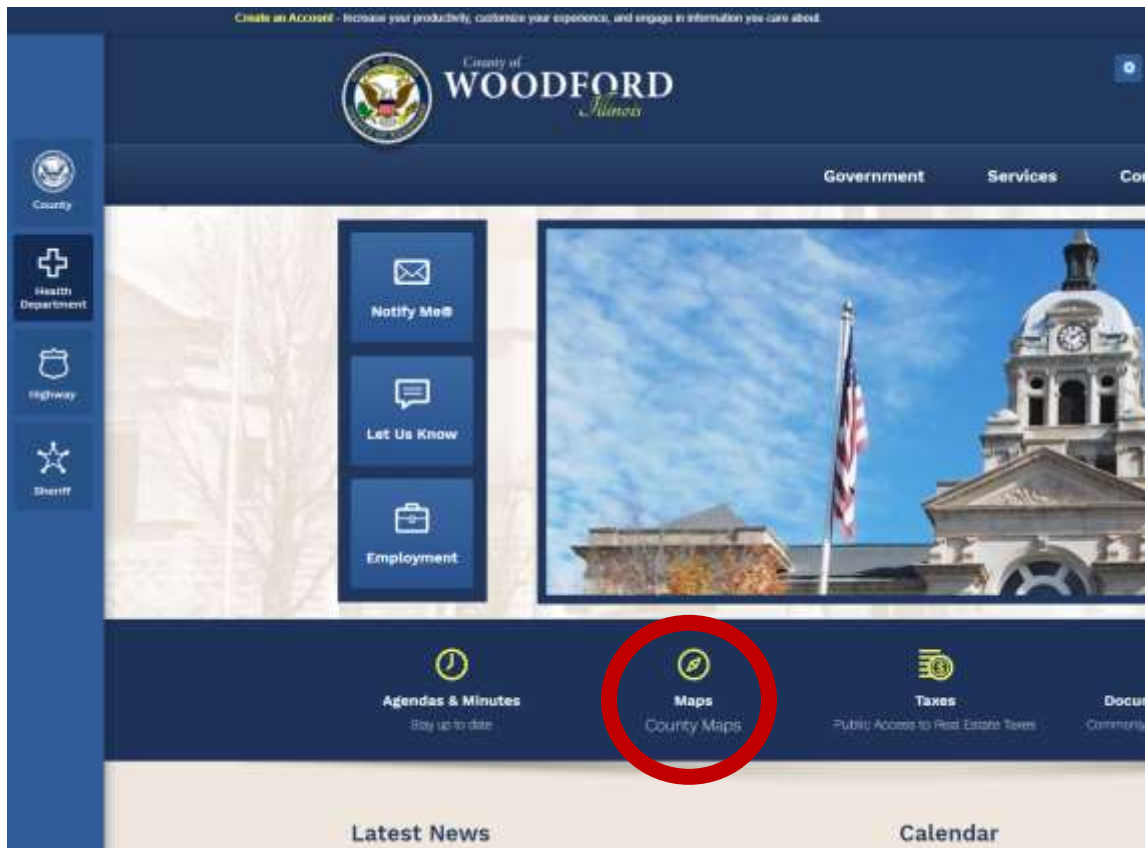 Create an Account - Increase your productivity, customize your experience, and engage in information you care about.
County of
WOODFORD
Illinois
Government Services
County
Health
Department
Highway
Sheriff
Notify Me®
Let Us Know
Employment
Agendas & Minutes
Stay up to date
Maps
County Maps
Taxes
Public Access to Real Estate Taxes
Latest News
Calendar